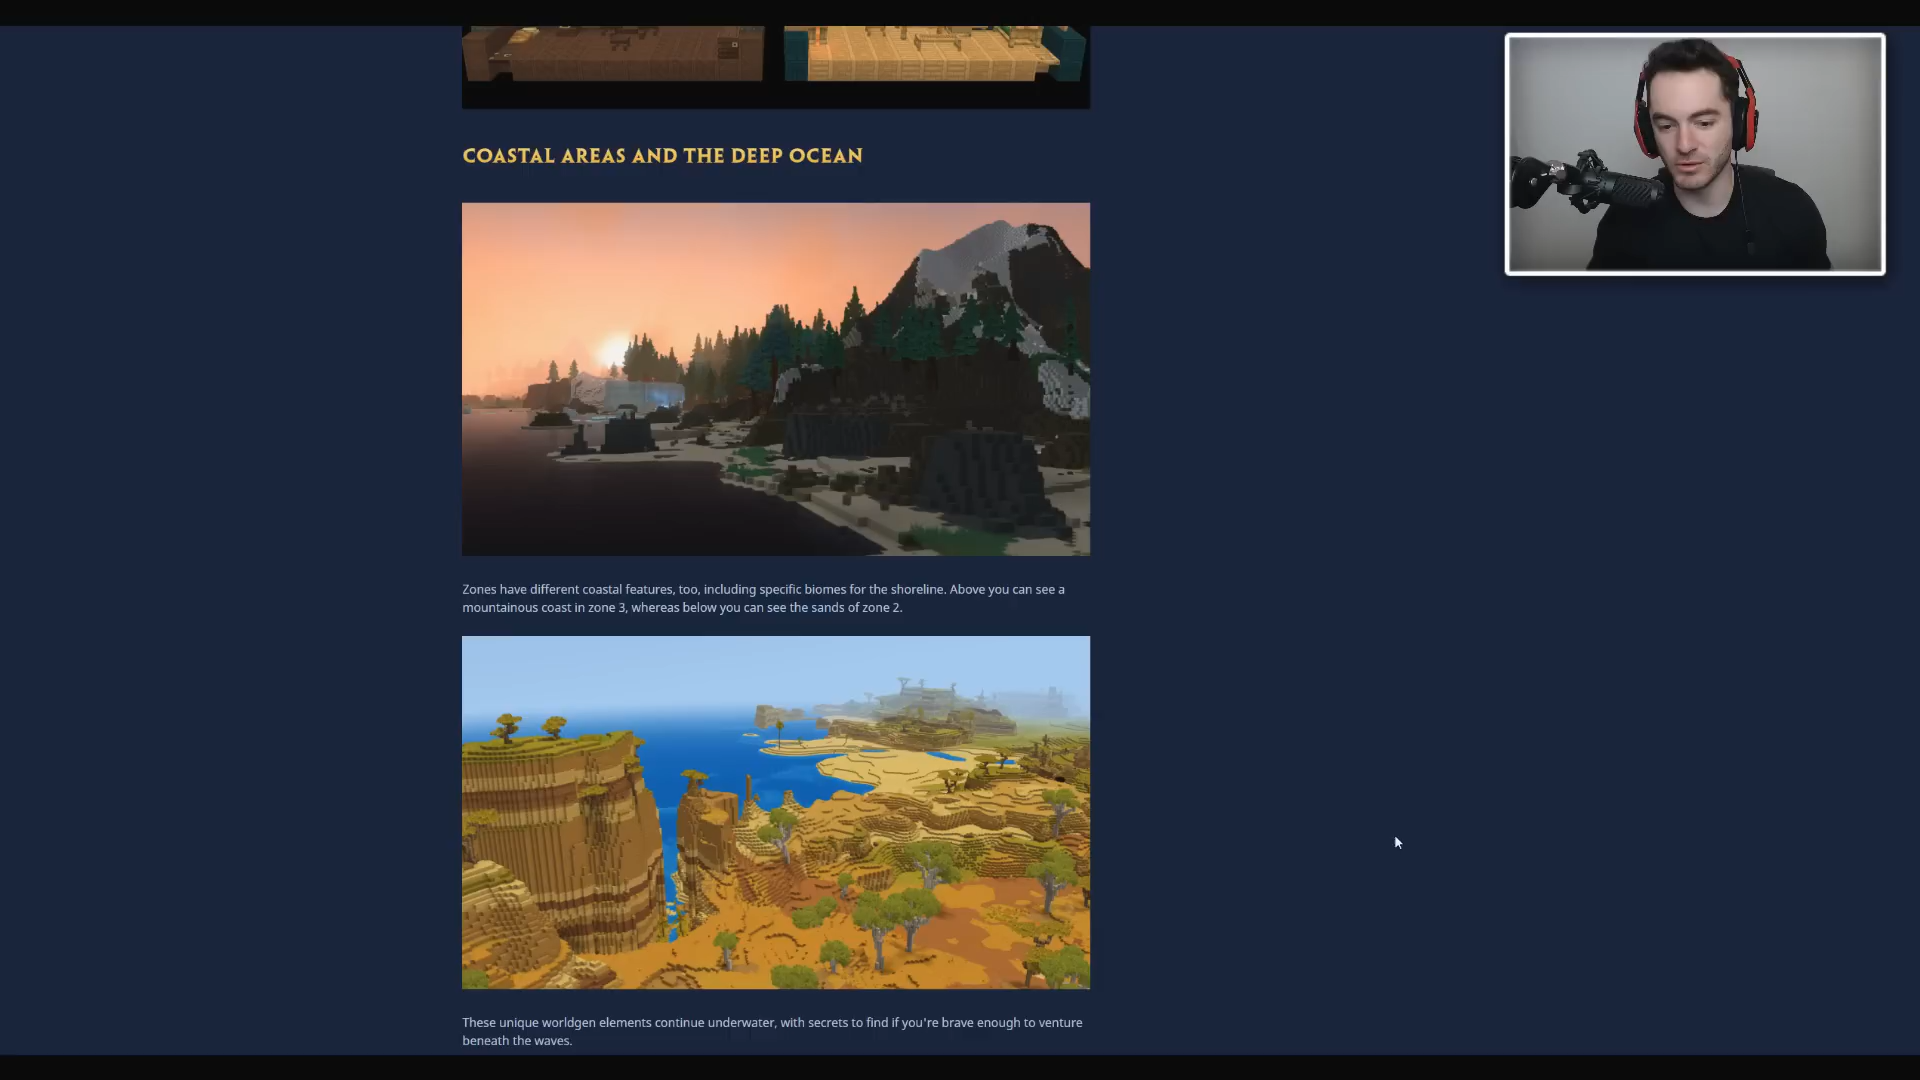 COASTAL AREAS AND THE DEEP OCEAN
Zones have different coastal features, too, including specific biomes for the shoreline. Above you can see a
mountainous coast in zone 3, whereas below you can see the sands of zone 2.
These unique worldgen elements continue underwater, with secrets to find if you're brave enough to venture
beneath the waves.